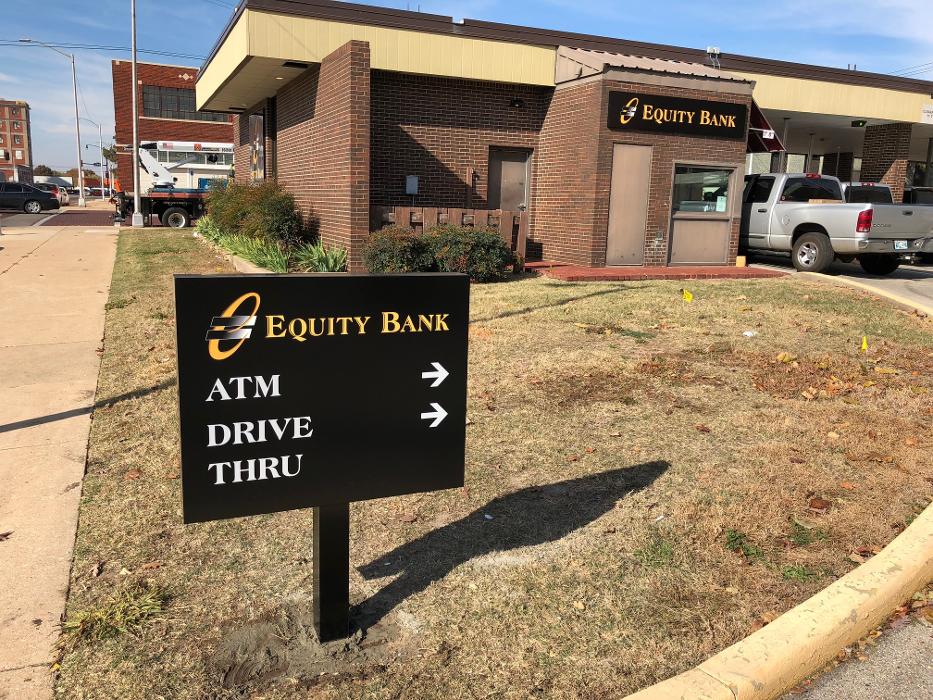 EQUITY BANK
EQUITY BANK
ATM →
DRIVE →
THRU